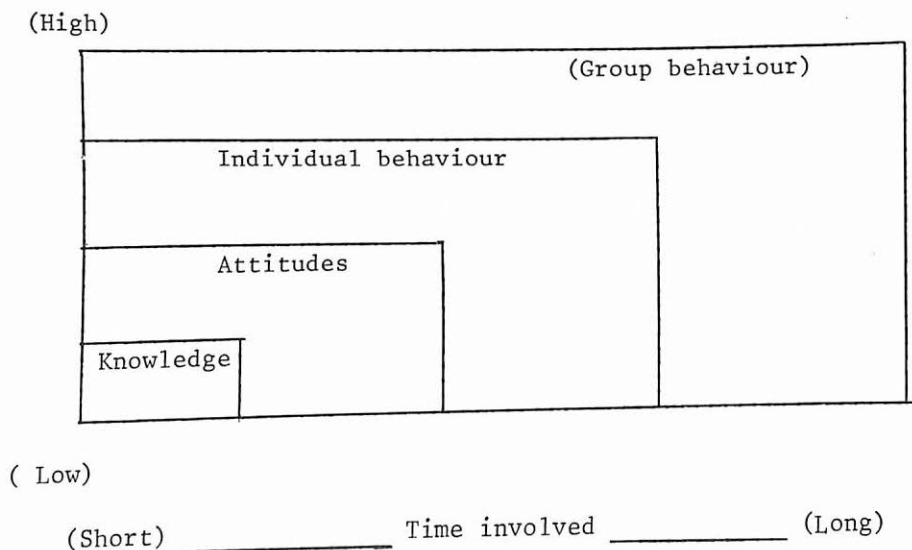 (High)
(Group behaviour)
Individual behaviour
Attitudes
Knowledge
( Low)
(Short) Time involved (Long)